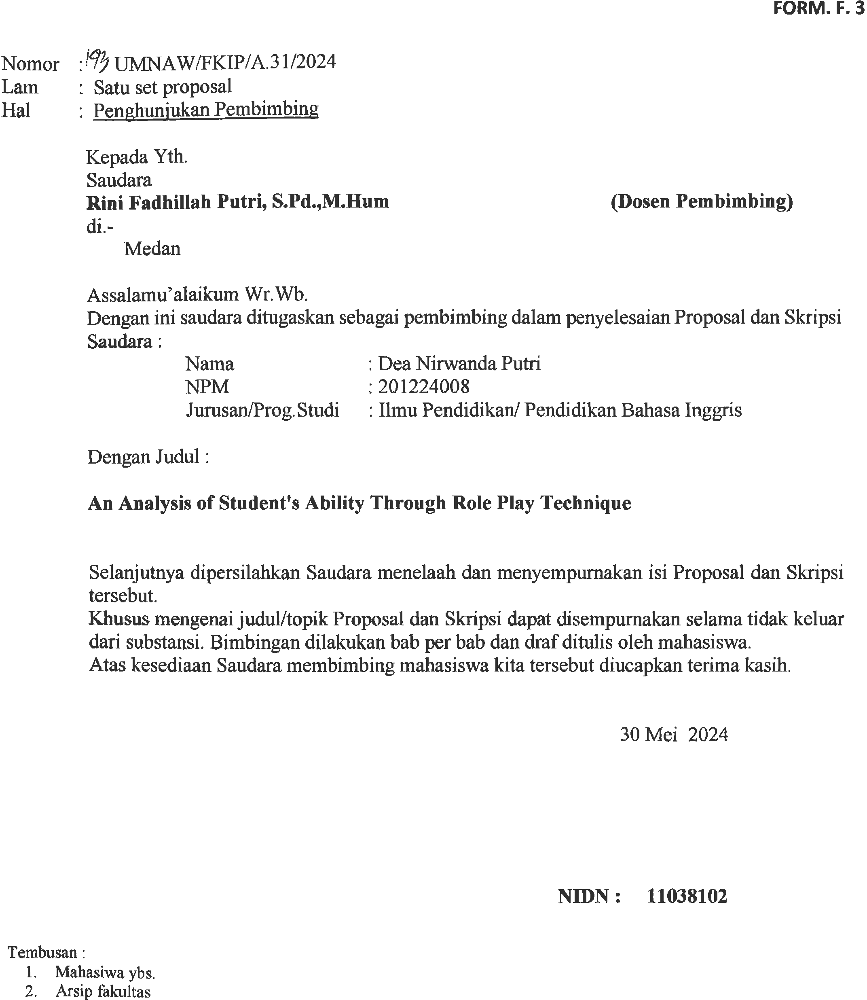 FORM. F. 3
Nomor : 193 UMNAW/FKIP/A.31/2024
Lam : Satu set proposal
Hal : Penghunjukan Pembimbing
Kepada Yth.
Saudara
Rini Fadhillah Putri, S.Pd.,M.Hum (Dosen Pembimbing)
di.-
Medan
Assalamu'alaikum Wr.Wb.
Dengan ini saudara ditugaskan sebagai pembimbing dalam penyelesaian Proposal dan Skripsi
Saudara :
Nama : Dea Nirwanda Putri
NPM : 201224008
Jurusan/Prog.Studi : Ilmu Pendidikan/ Pendidikan Bahasa Inggris
Dengan Judul :
An Analysis of Student's Ability Through Role Play Technique
Selanjutnya dipersilahkan Saudara menelaah dan menyempurnakan isi Proposal dan Skripsi
tersebut.
Khusus mengenai judul/topik Proposal dan Skripsi dapat disempurnakan selama tidak keluar
dari substansi. Bimbingan dilakukan bab per bab dan draf ditulis oleh mahasiswa.
Atas kesediaan Saudara membimbing mahasiswa kita tersebut diucapkan terima kasih.
30 Mei 2024
NIDN : 11038102
Tembusan :
1. Mahasiwa ybs.
2. Arsip fakultas